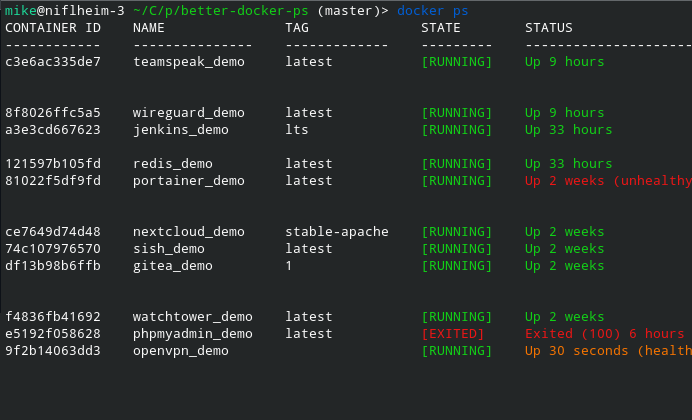 mike@niflheim-3 ~/C/p/better-docker-ps (master)> docker ps
CONTAINER ID NAME TAG STATE STATUS
------------ --------------- ------------- --------- ---------------------
c3e6ac335de7 teamspeak_demo latest [RUNNING] Up 9 hours
8f8026ffc5a5 wireguard_demo latest [RUNNING] Up 9 hours
a3e3cd667623 jenkins_demo lts [RUNNING] Up 33 hours
121597b105fd redis_demo latest [RUNNING] Up 33 hours
81022f5df9fd portainer_demo latest [RUNNING] Up 2 weeks (unhealthy
ce7649d74d48 nextcloud_demo stable-apache [RUNNING] Up 2 weeks
74c107976570 sish_demo latest [RUNNING] Up 2 weeks
df13b98b6ffb gitea_demo 1 [RUNNING] Up 2 weeks
f4836fb41692 watchtower_demo latest [RUNNING] Up 2 weeks
e5192f058628 phpmyadmin_demo latest [EXITED] Exited (100) 6 hours
9f2b14063dd3 openvpn_demo [RUNNING] Up 30 seconds (health